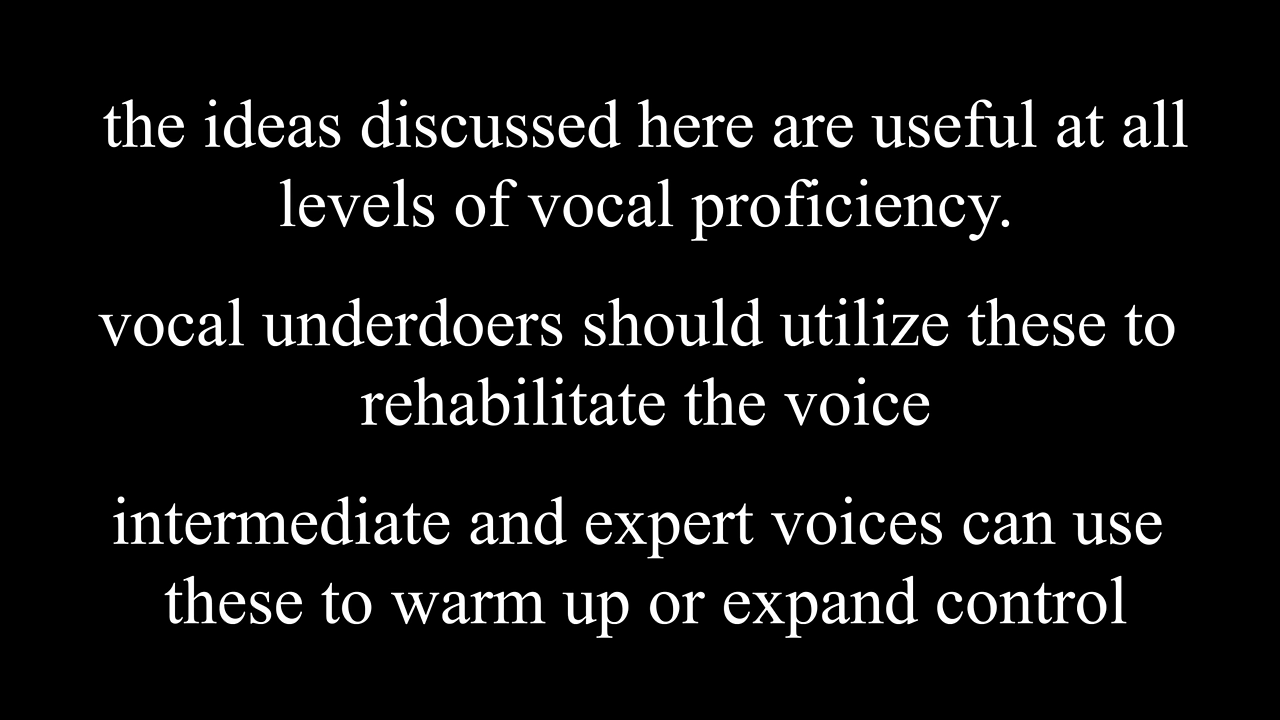 the ideas discussed here are useful at all
levels of vocal proficiency.
vocal underdoers should utilize these to
rehabilitate the voice
intermediate and expert voices can use
these to warm up or expand control